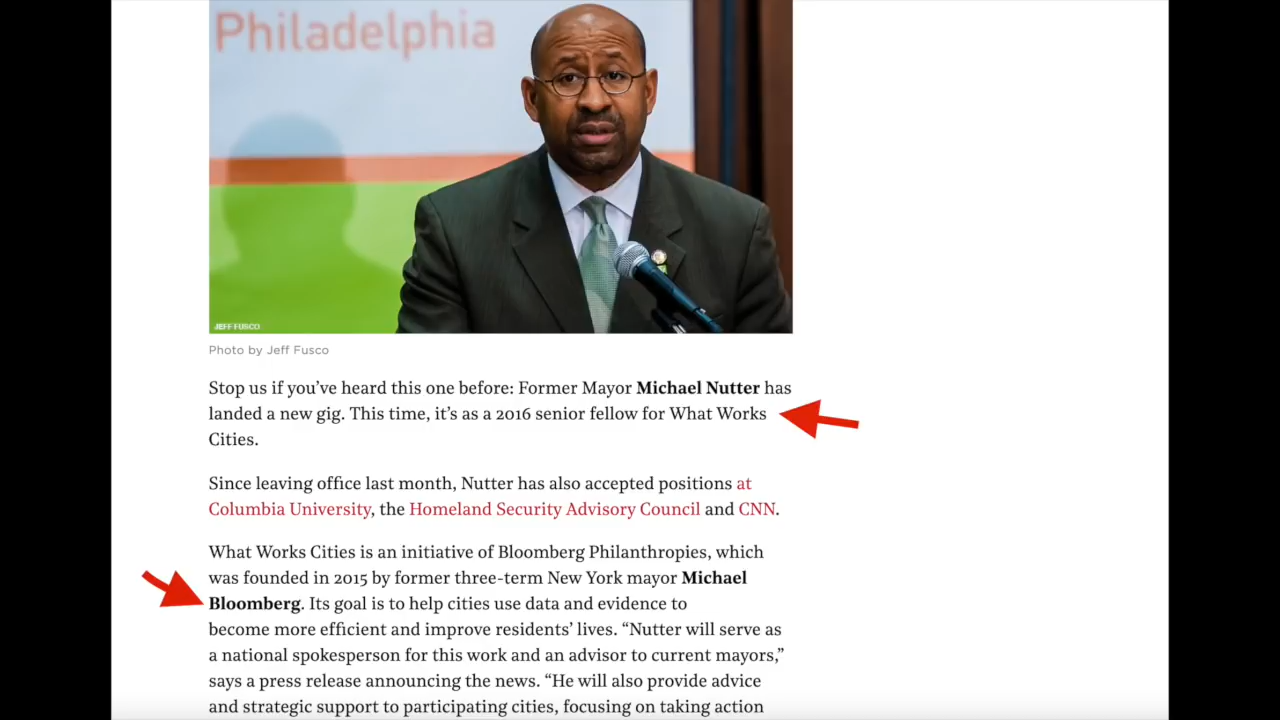 Philadelphia
JEFF FUSCO
Photo by Jeff Fusco
Stop us if you’ve heard this one before: Former Mayor Michael Nutter has
landed a new gig. This time, it’s as a 2016 senior fellow for What Works
Cities.
Since leaving office last month, Nutter has also accepted positions at
Columbia University, the Homeland Security Advisory Council and CNN.
What Works Cities is an initiative of Bloomberg Philanthropies, which
was founded in 2015 by former three-term New York mayor Michael
Bloomberg. Its goal is to help cities use data and evidence to
become more efficient and improve residents’ lives. “Nutter will serve as
a national spokesperson for this work and an advisor to current mayors,”
says a press release announcing the news. “He will also provide advice
and strategic support to participating cities, focusing on taking action